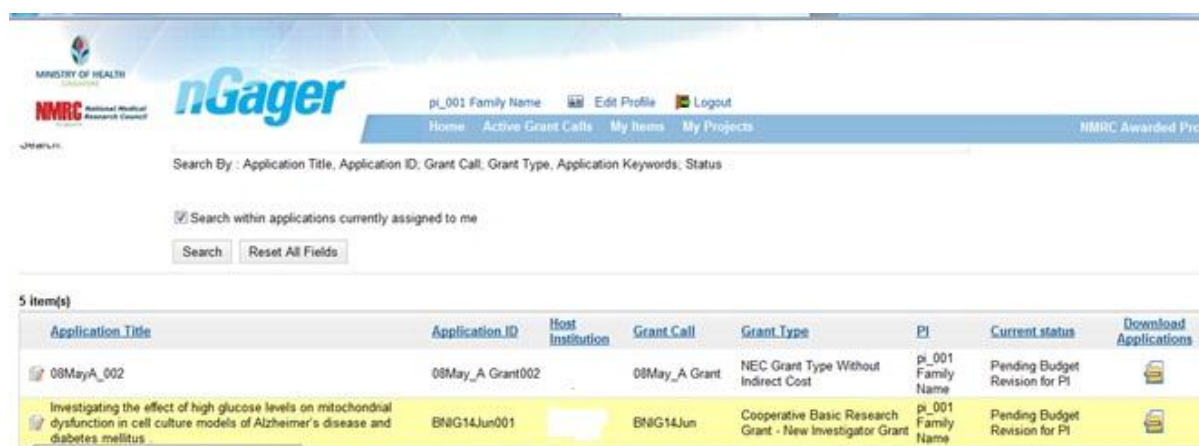 MINISTRY OF HEALTH
SINGAPORE
NMRC National Medical
Research Council
nGager
pi_001 Family Name Edit Profile Logout
Home Active Grant Calls My Items My Projects NMRC Awarded Pro
Search:
Search By : Application Title, Application ID; Grant Call; Grant Type, Application Keywords; Status
Search within applications currently assigned to me
Search Reset All Fields
5 item(s)
Application Title Application ID Host Institution Grant Call Grant Type PI Current status Download Applications
08MayA_002 08May_A Grant002 08May_A Grant NEC Grant Type Without Indirect Cost pi_001 Family Name Pending Budget Revision for PI
Investigating the effect of high glucose levels on mitochondrial
dysfunction in cell culture models of Alzheimer's disease and
diabetes mellitus . BNIG14Jun001 BNIG14Jun Cooperative Basic Research Grant - New Investigator Grant pi_001 Family Name Pending Budget Revision for PI